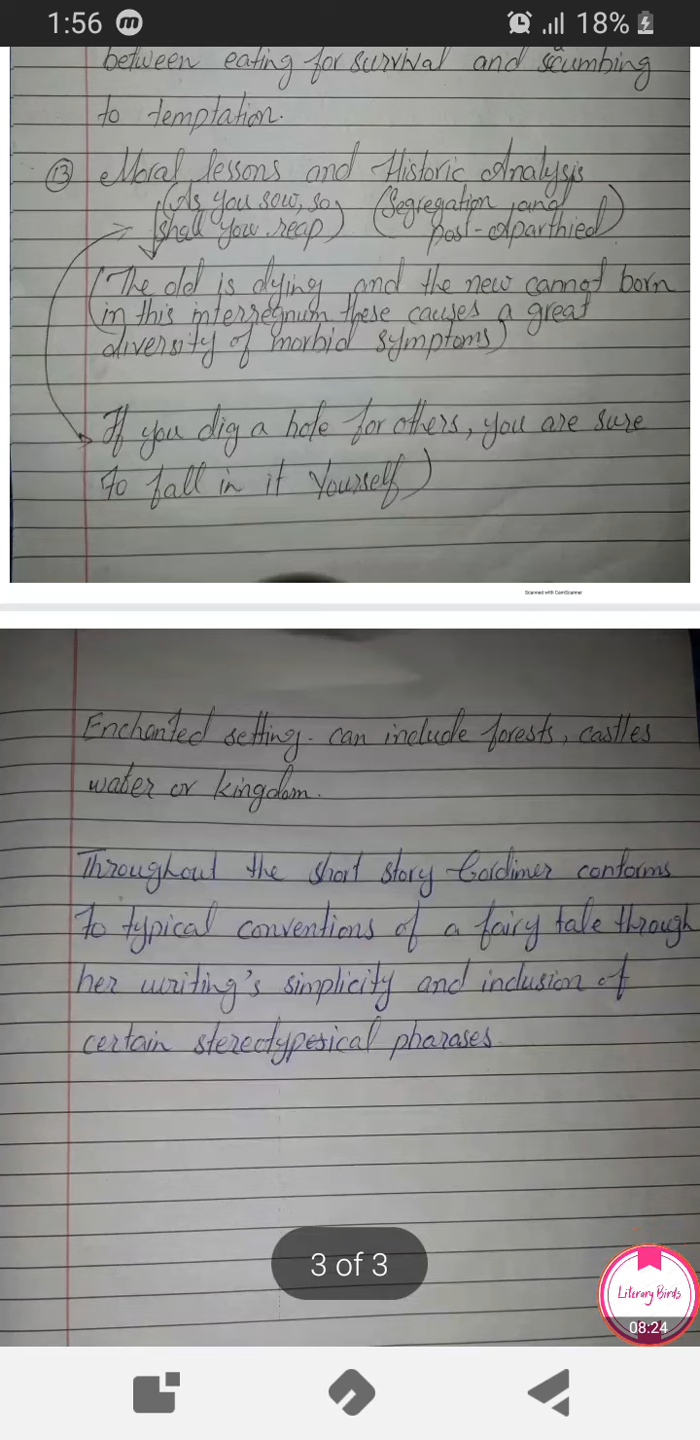 1:56 m 18%
between eating for survival and scumbing
to temptation.
(13) Moral lessons and Historic Analysis
(As you sow, so (Segregation and
shall you reap) post-Aparthied)
(The old is dying and the new cannot born
in this interregnum these causes a great
diversity of morbid symptoms)
If you dig a hole for others, you are sure
to fall in it yourself)
Scanned with CamScanner
Enchanted setting - can include forests, castles
water or kingdom.
Throughout the short story Gordimer conforms
to typical conventions of a fairy tale through
her writing's simplicity and inclusion of
certain stereotypesical pharases
3 of 3
Literary Birds
08:24